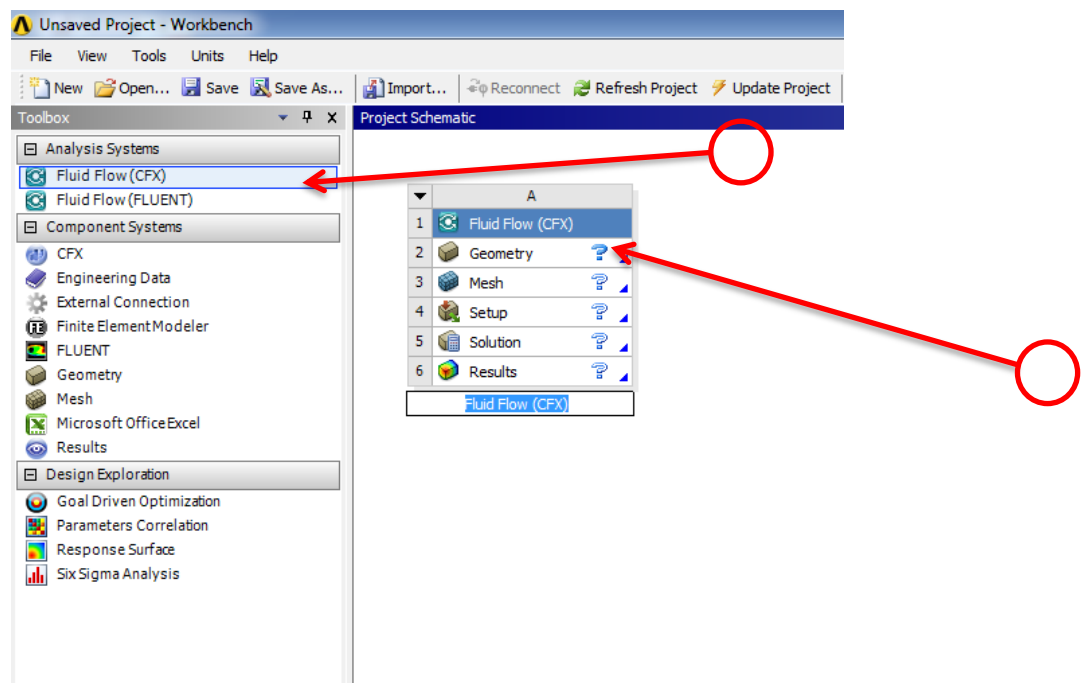 Unsaved Project - Workbench
File View Tools Units Help
New Open... Save Save As... Import... Reconnect Refresh Project Update Project
Toolbox
Project Schematic
Analysis Systems
Fluid Flow (CFX)
Fluid Flow (FLUENT)
Component Systems
CFX
Engineering Data
External Connection
Finite Element Modeler
FLUENT
Geometry
Mesh
Microsoft Office Excel
Results
Design Exploration
Goal Driven Optimization
Parameters Correlation
Response Surface
Six Sigma Analysis
A
1 Fluid Flow (CFX)
2 Geometry ?
3 Mesh ?
4 Setup ?
5 Solution ?
6 Results ?
Fluid Flow (CFX)